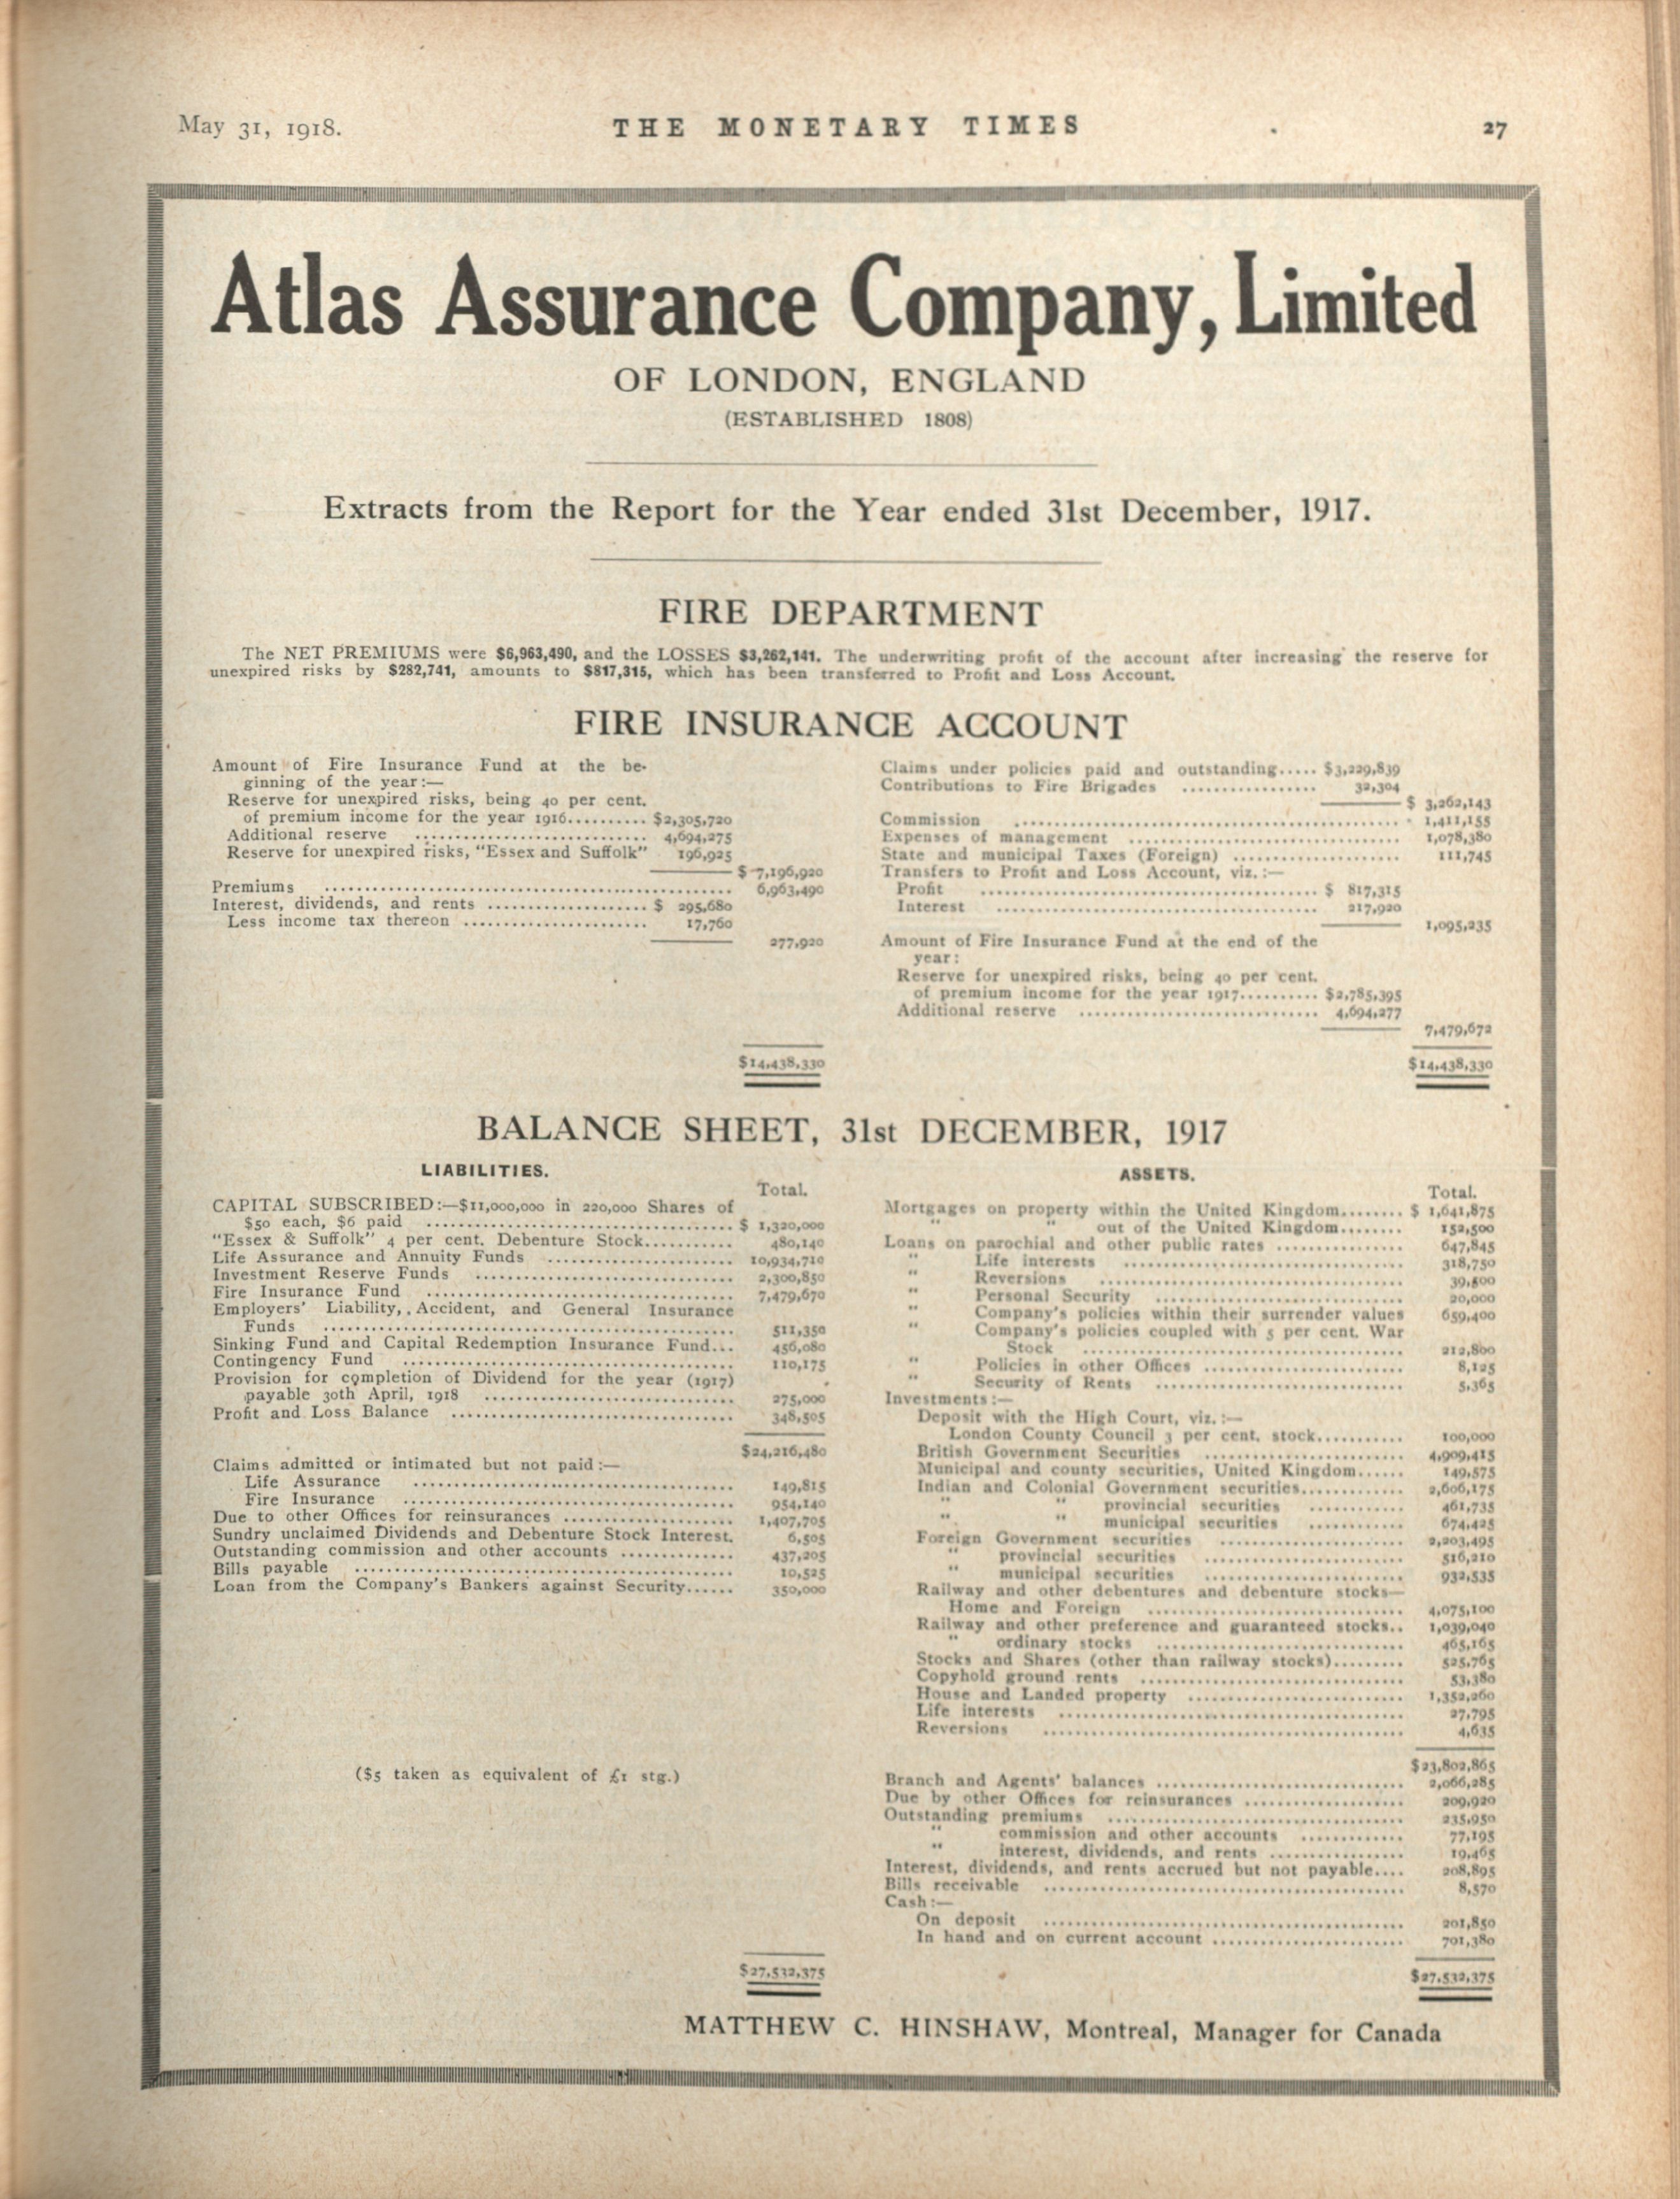 May 31, 1918.
THE MONETARY TIMES
27
Atlas Assurance Company, Limited
OF LONDON, ENGLAND
(ESTABLISHED 1808)
Extracts from the Report for the Year ended 31st December, 1917.
FIRE DEPARTMENT
The NET PREMIUMS were $6,963,490, and the LOSSES $3,262,141. The underwriting profit of the account after increasing the reserve for
unexpired risks by $282,741, amounts to $817,315, which has been transferred to Profit and Loss Account.
FIRE INSURANCE ACCOUNT
Amount of Fire Insurance Fund at the be-
ginning of the year:—
Reserve for unexpired risks, being 40 per cent.
of premium income for the year 1916.......... $2,305,720
Additional reserve ............................ 4,694,275
Reserve for unexpired risks, "Essex and Suffolk" 196,925
$ 7,196,920
Premiums .................................................. 6,963,490
Interest, dividends, and rents .................... $ 295,680
Less income tax thereon ....................... 17,760
277,920
$14,438,330
Claims under policies paid and outstanding..... $3,229,839
Contributions to Fire Brigades ................ 32,304
$ 3,262,143
Commission ............................................... 1,411,155
Expenses of management ................................. 1,078,380
State and municipal Taxes (Foreign) .................... 111,745
Transfers to Profit and Loss Account, viz.:—
Profit ......................................... $ 817,315
Interest ....................................... 217,920
1,095,235
Amount of Fire Insurance Fund at the end of the
year:
Reserve for unexpired risks, being 40 per cent.
of premium income for the year 1917.......... $2,785,395
Additional reserve ............................. 4,694,277
7,479,672
$14,438,330
BALANCE SHEET, 31st DECEMBER, 1917
LIABILITIES.
Total.
CAPITAL SUBSCRIBED:—$11,000,000 in 220,000 Shares of
$50 each, $6 paid ..................................... $ 1,320,000
"Essex & Suffolk" 4 per cent. Debenture Stock........... 480,140
Life Assurance and Annuity Funds ....................... 10,934,710
Investment Reserve Funds ............................... 2,300,850
Fire Insurance Fund .................................... 7,479,670
Employers' Liability, Accident, and General Insurance
Funds .................................................. 511,350
Sinking Fund and Capital Redemption Insurance Fund... 456,080
Contingency Fund ....................................... 110,175
Provision for completion of Dividend for the year (1917)
payable 30th April, 1918 ............................... 275,000
Profit and Loss Balance ................................ 348,505
$24,216,480
Claims admitted or intimated but not paid:—
Life Assurance ....................................... 149,815
Fire Insurance ....................................... 954,140
Due to other Offices for reinsurances .................... 1,407,705
Sundry unclaimed Dividends and Debenture Stock Interest. 6,505
Outstanding commission and other accounts .............. 437,205
Bills payable .......................................... 10,525
Loan from the Company's Bankers against Security...... 350,000
($5 taken as equivalent of £1 stg.)
$27,532,375
ASSETS.
Total.
Mortgages on property within the United Kingdom........ $ 1,641,875
" " out of the United Kingdom........ 152,500
Loans on parochial and other public rates ................ 647,845
" Life interests ................................... 318,750
" Reversions ....................................... 39,800
" Personal Security ................................ 20,000
" Company's policies within their surrender values 659,400
" Company's policies coupled with 5 per cent. War
Stock .......................................... 212,800
" Policies in other Offices ........................ 8,125
" Security of Rents ................................ 5,365
Investments:—
Deposit with the High Court, viz.:—
London County Council 3 per cent. stock........... 100,000
British Government Securities ........................ 4,909,415
Municipal and county securities, United Kingdom...... 149,575
Indian and Colonial Government securities............. 2,606,175
" " provincial securities ............ 461,735
" " municipal securities ............ 674,425
Foreign Government securities ........................ 2,203,495
" provincial securities ........................ 516,210
" municipal securities ......................... 932,535
Railway and other debentures and debenture stocks—
Home and Foreign ................................. 4,075,100
Railway and other preference and guaranteed stocks.. 1,039,040
" ordinary stocks .............................. 465,165
Stocks and Shares (other than railway stocks)......... 525,765
Copyhold ground rents ................................ 53,380
House and Landed property ............................ 1,352,260
Life interests ....................................... 27,795
Reversions ........................................... 4,635
$23,802,865
Branch and Agents' balances .............................. 2,066,285
Due by other Offices for reinsurances .................... 209,920
Outstanding premiums ..................................... 235,950
" commission and other accounts ............. 77,195
" interest, dividends, and rents ................. 19,465
Interest, dividends, and rents accrued but not payable.... 208,895
Bills receivable ......................................... 8,570
Cash:—
On deposit ........................................... 201,850
In hand and on current account ....................... 701,380
$27,532,375
MATTHEW C. HINSHAW, Montreal, Manager for Canada